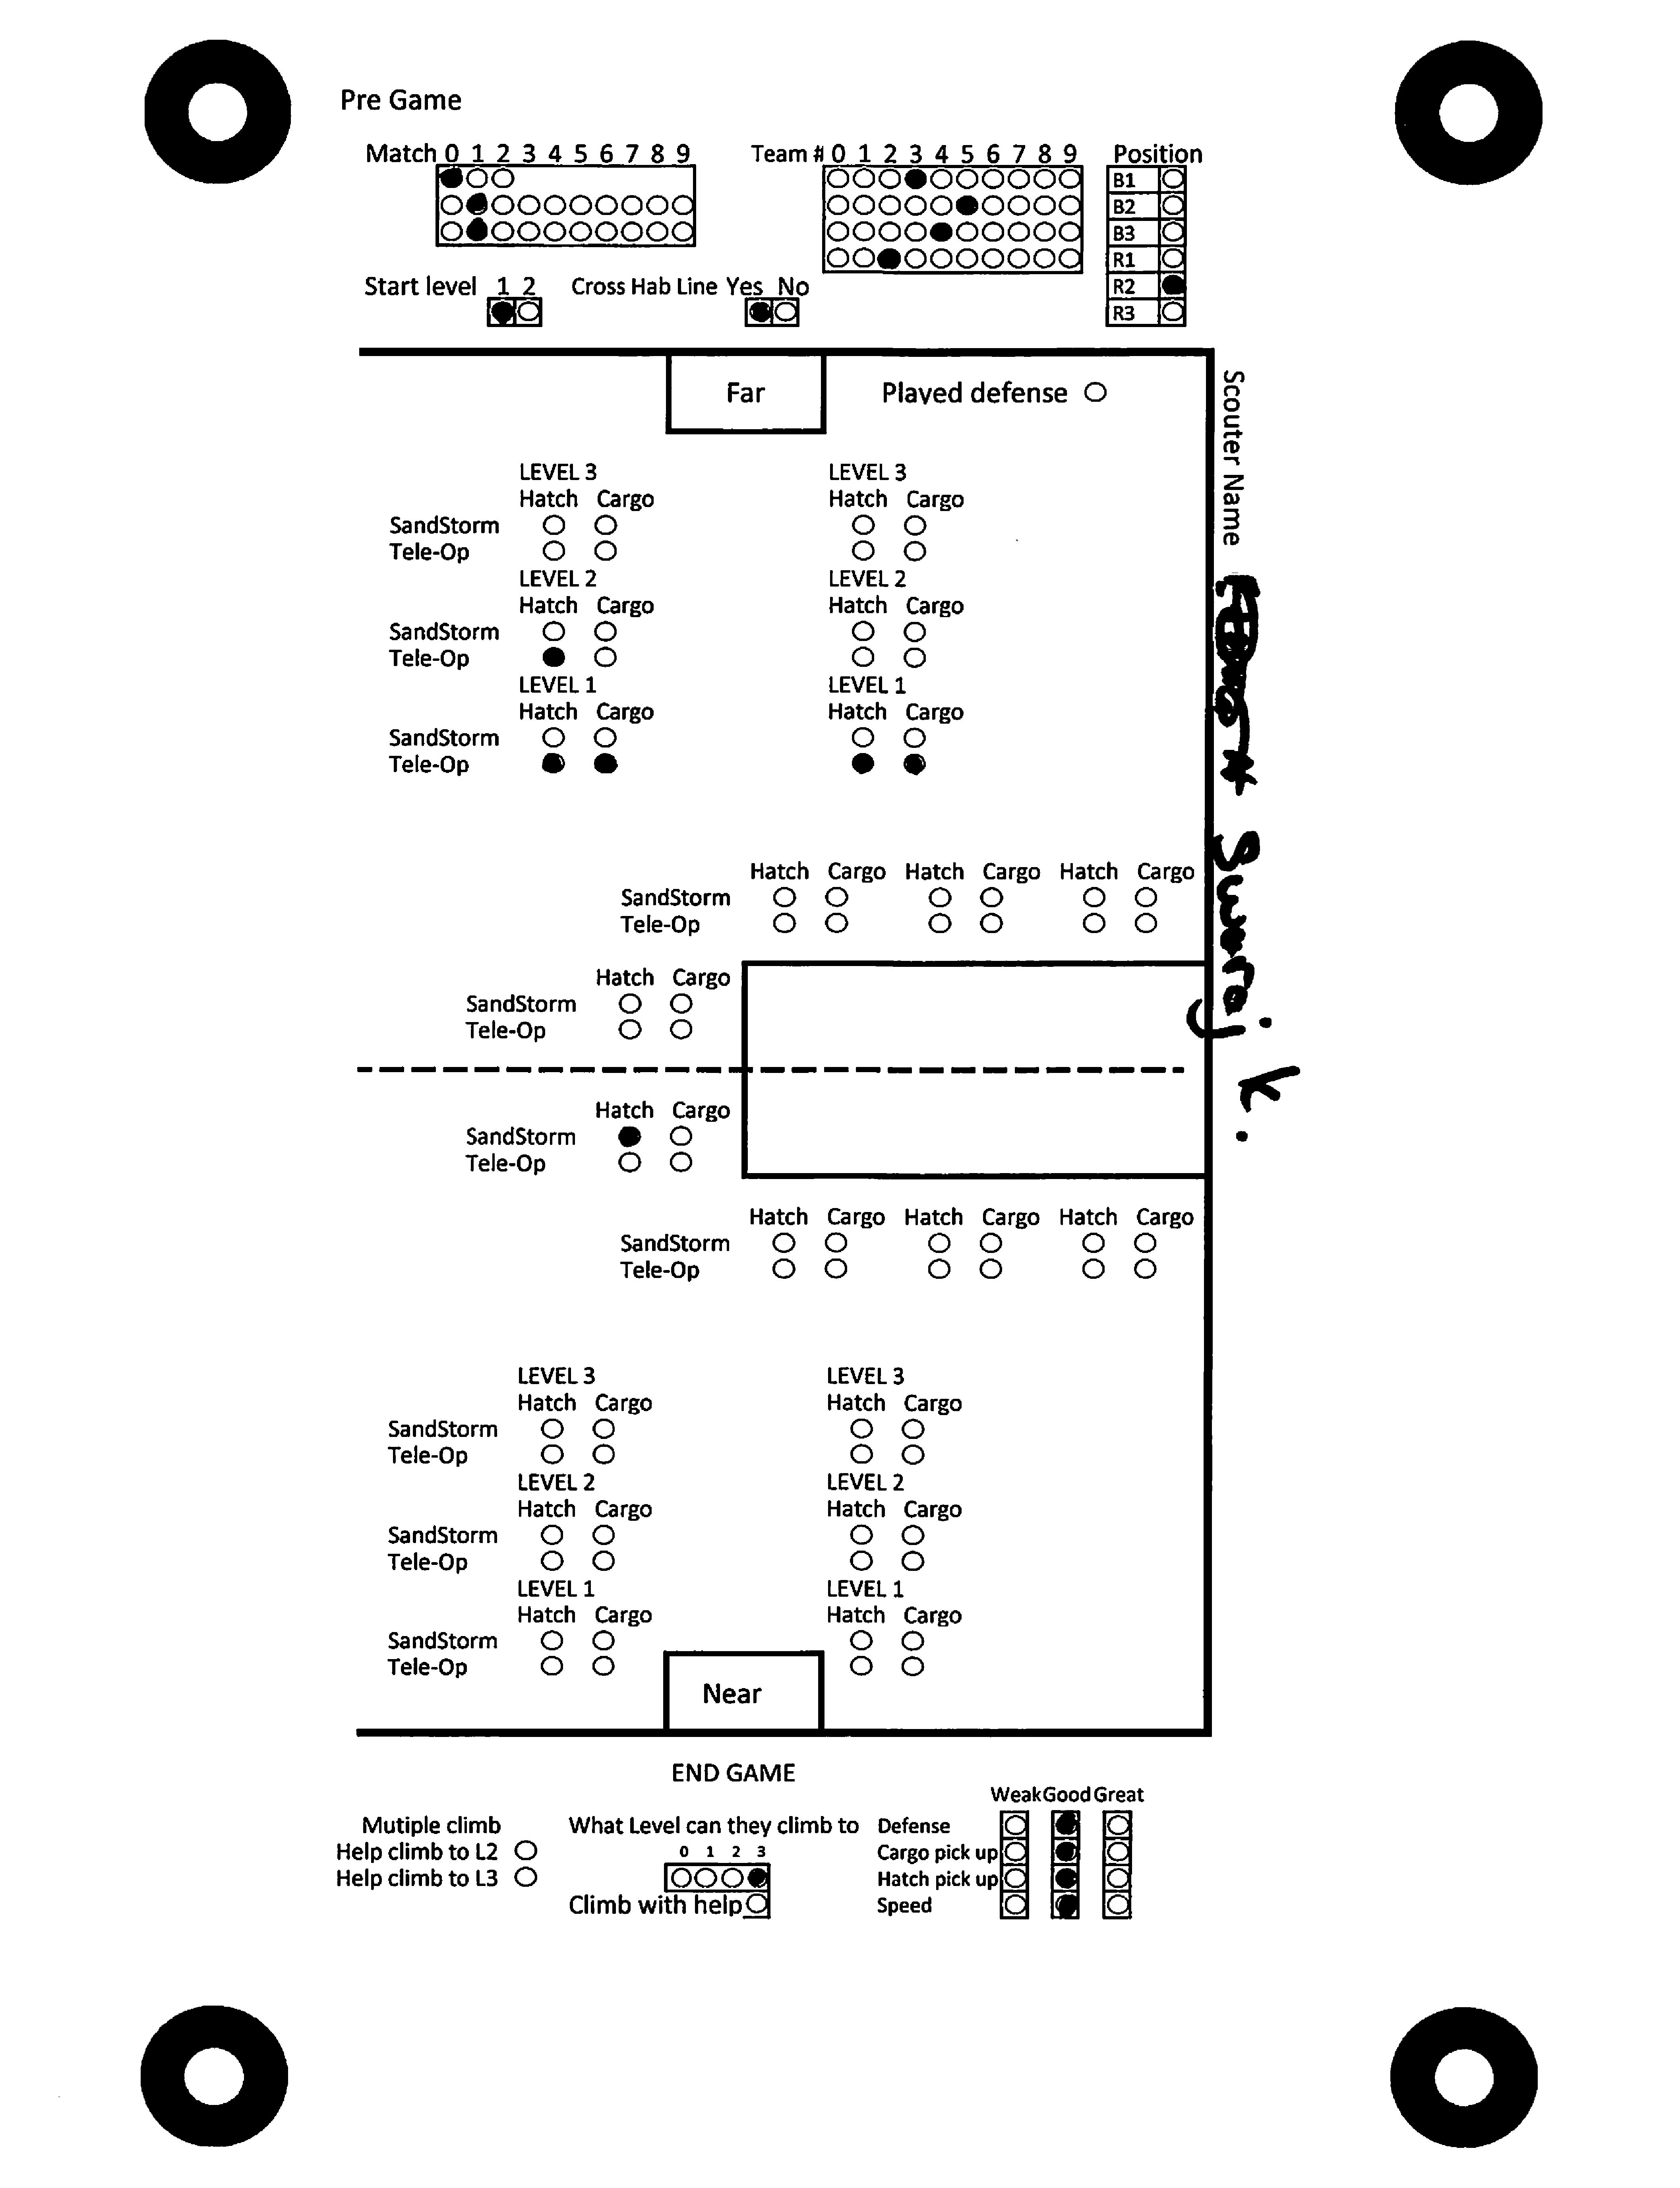 Pre Game
Match 0 1 2 3 4 5 6 7 8 9
Team # 0 1 2 3 4 5 6 7 8 9
Position
B1
B2
B3
R1
R2
R3
Start level 1 2
Cross Hab Line Yes No
Far
Played defense
Scouter Name
Swaraj K.
LEVEL 3 LEVEL 3
Hatch Cargo Hatch Cargo
SandStorm
Tele-Op
LEVEL 2 LEVEL 2
Hatch Cargo Hatch Cargo
SandStorm
Tele-Op
LEVEL 1 LEVEL 1
Hatch Cargo Hatch Cargo
SandStorm
Tele-Op
Hatch Cargo Hatch Cargo Hatch Cargo
SandStorm
Tele-Op
Hatch Cargo
SandStorm
Tele-Op
Hatch Cargo
SandStorm
Tele-Op
Hatch Cargo Hatch Cargo Hatch Cargo
SandStorm
Tele-Op
LEVEL 3 LEVEL 3
Hatch Cargo Hatch Cargo
SandStorm
Tele-Op
LEVEL 2 LEVEL 2
Hatch Cargo Hatch Cargo
SandStorm
Tele-Op
LEVEL 1 LEVEL 1
Hatch Cargo Hatch Cargo
SandStorm
Tele-Op
Near
END GAME
Mutiple climb
Help climb to L2
Help climb to L3
What Level can they climb to
0 1 2 3
Climb with help
Weak Good Great
Defense
Cargo pick up
Hatch pick up
Speed